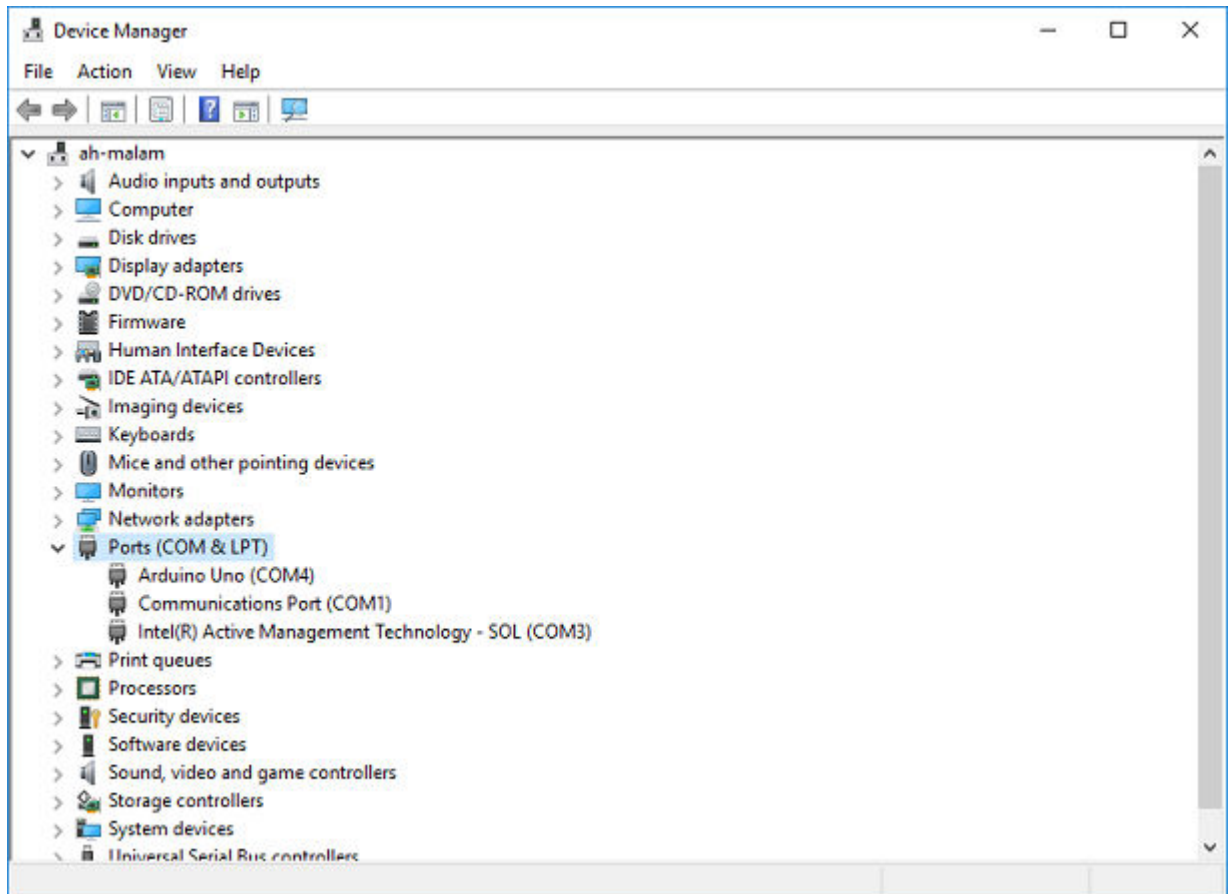 Device Manager
File Action View Help
ah-malam
Audio inputs and outputs
Computer
Disk drives
Display adapters
DVD/CD-ROM drives
Firmware
Human Interface Devices
IDE ATA/ATAPI controllers
Imaging devices
Keyboards
Mice and other pointing devices
Monitors
Network adapters
Ports (COM & LPT)
Arduino Uno (COM4)
Communications Port (COM1)
Intel(R) Active Management Technology - SOL (COM3)
Print queues
Processors
Security devices
Software devices
Sound, video and game controllers
Storage controllers
System devices
Universal Serial Bus controllers